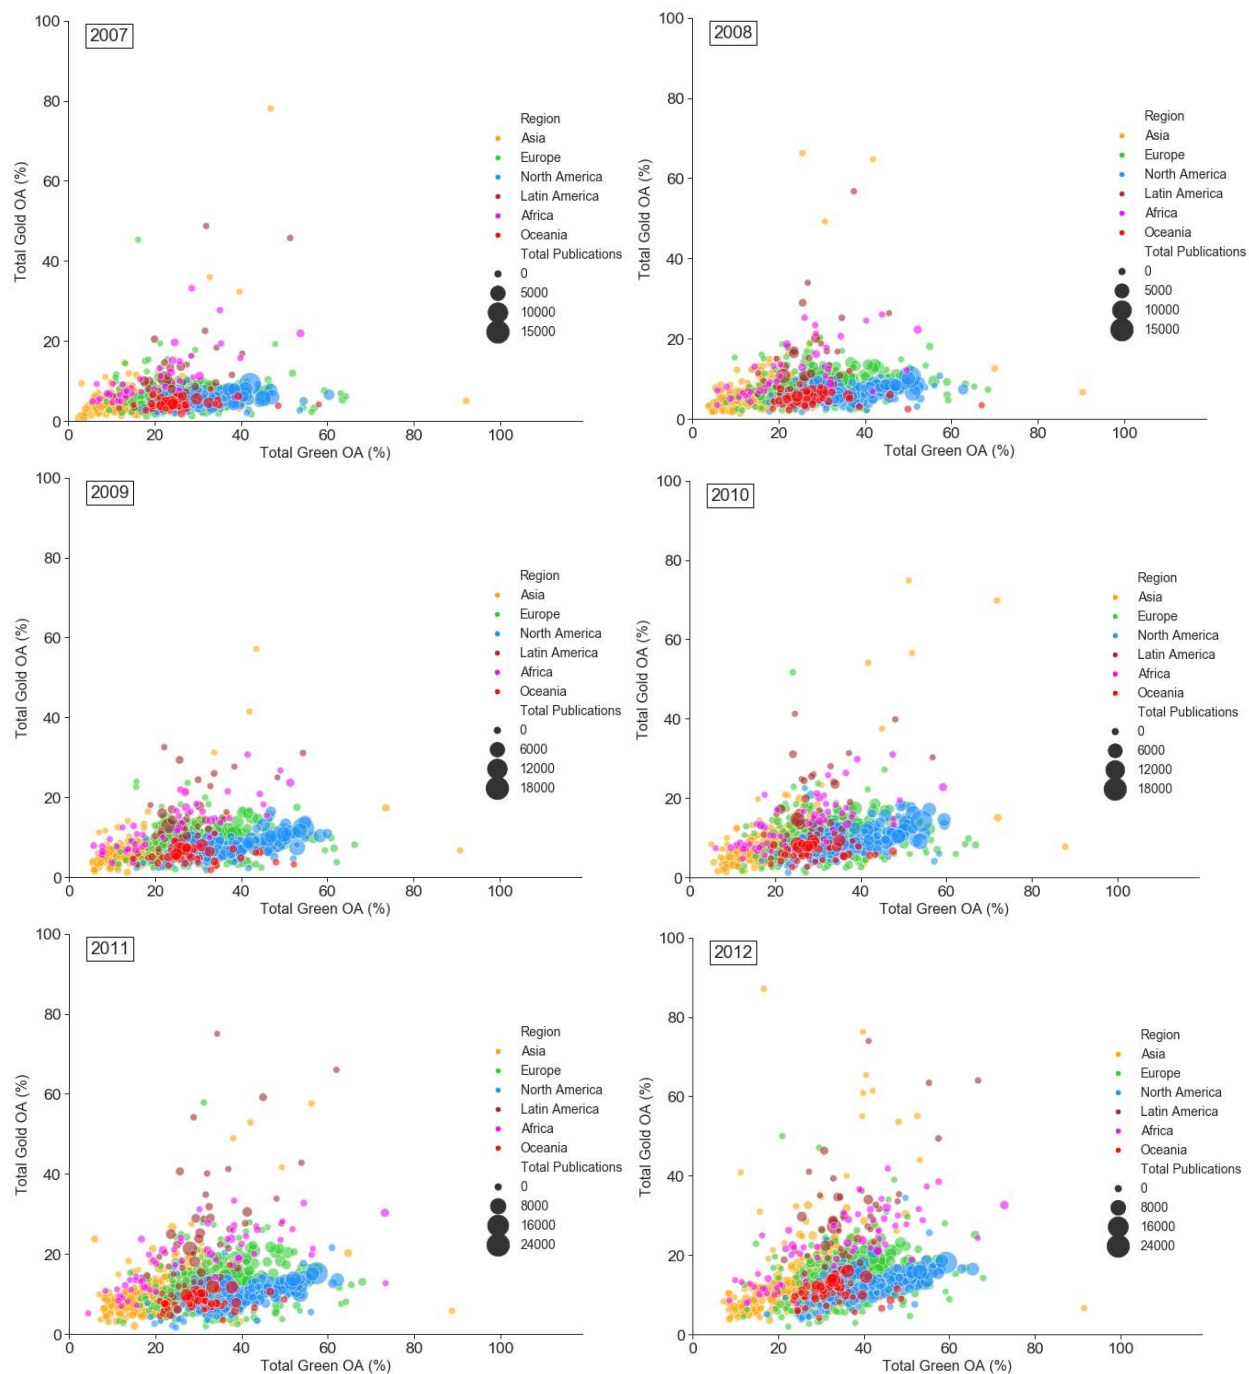 2007
100
80
60
40
20
0
Total Gold OA (%)
Region
Asia
Europe
North America
Latin America
Africa
Oceania
Total Publications
0
5000
10000
15000
0 20 40 60 80 100
Total Green OA (%)
2008
100
80
60
40
20
0
Total Gold OA (%)
Region
Asia
Europe
North America
Latin America
Africa
Oceania
Total Publications
0
5000
10000
15000
0 20 40 60 80 100
Total Green OA (%)
2009
100
80
60
40
20
0
Total Gold OA (%)
Region
Asia
Europe
North America
Latin America
Africa
Oceania
Total Publications
0
6000
12000
18000
0 20 40 60 80 100
Total Green OA (%)
2010
100
80
60
40
20
0
Total Gold OA (%)
Region
Asia
Europe
North America
Latin America
Africa
Oceania
Total Publications
0
6000
12000
18000
0 20 40 60 80 100
Total Green OA (%)
2011
100
80
60
40
20
0
Total Gold OA (%)
Region
Asia
Europe
North America
Latin America
Africa
Oceania
Total Publications
0
8000
16000
24000
0 20 40 60 80 100
Total Green OA (%)
2012
100
80
60
40
20
0
Total Gold OA (%)
Region
Asia
Europe
North America
Latin America
Africa
Oceania
Total Publications
0
8000
16000
24000
0 20 40 60 80 100
Total Green OA (%)